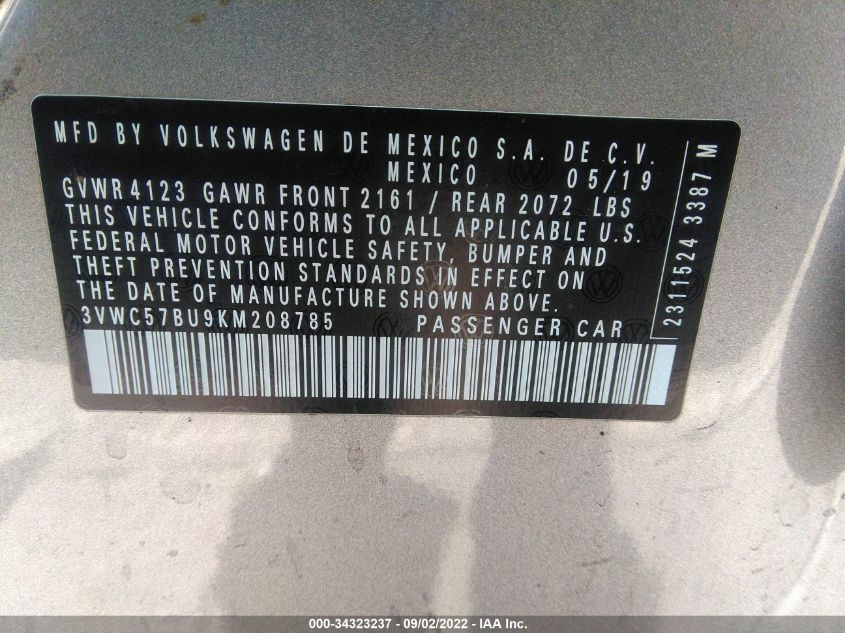 MFD BY VOLKSWAGEN DE MEXICO S.A. DE C.V.
MEXICO 05/19
GVWR 4123 GAWR FRONT 2161 / REAR 2072 LBS
THIS VEHICLE CONFORMS TO ALL APPLICABLE U.S.
FEDERAL MOTOR VEHICLE SAFETY, BUMPER AND
THEFT PREVENTION STANDARDS IN EFFECT ON
THE DATE OF MANUFACTURE SHOWN ABOVE.
3VWC57BU9KM208785 PASSENGER CAR
2311524 3387 M
000-34323237 - 09/02/2022 - IAA Inc.